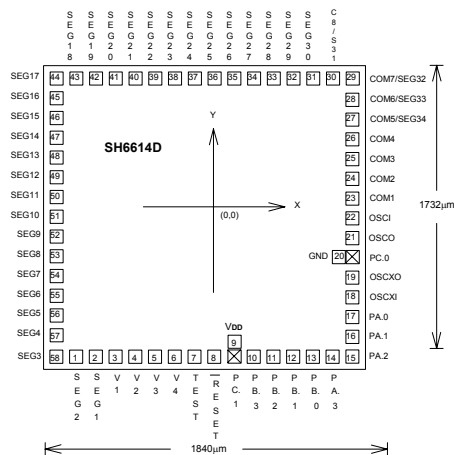 SEG18 SEG19 SEG20 SEG21 SEG22 SEG23 SEG24 SEG25 SEG26 SEG27 SEG28 SEG29 SEG30 C8/S31
SEG17 44 43 42 41 40 39 38 37 36 35 34 33 32 31 30 29 COM7/SEG32
SEG16 45 28 COM6/SEG33
SEG15 46 Y 27 COM5/SEG34
SEG14 47 SH6614D 26 COM4
SEG13 48 25 COM3
SEG12 49 24 COM2
SEG11 50 X 23 COM1
1732µm
SEG10 51 (0,0) 22 OSCI
SEG9 52 21 OSCO
SEG8 53 GND 20 PC.0
SEG7 54 19 OSCXO
SEG6 55 18 OSCXI
SEG5 56 17 PA.0
SEG4 57 VDD 9 16 PA.1
SEG3 58 1 2 3 4 5 6 7 8 10 11 12 13 14 15 PA.2
SEG2 SEG1 V1 V2 V3 V4 TEST RESET PC.1 PB.3 PB.2 PB.1 PB.0 PA.3
1840µm